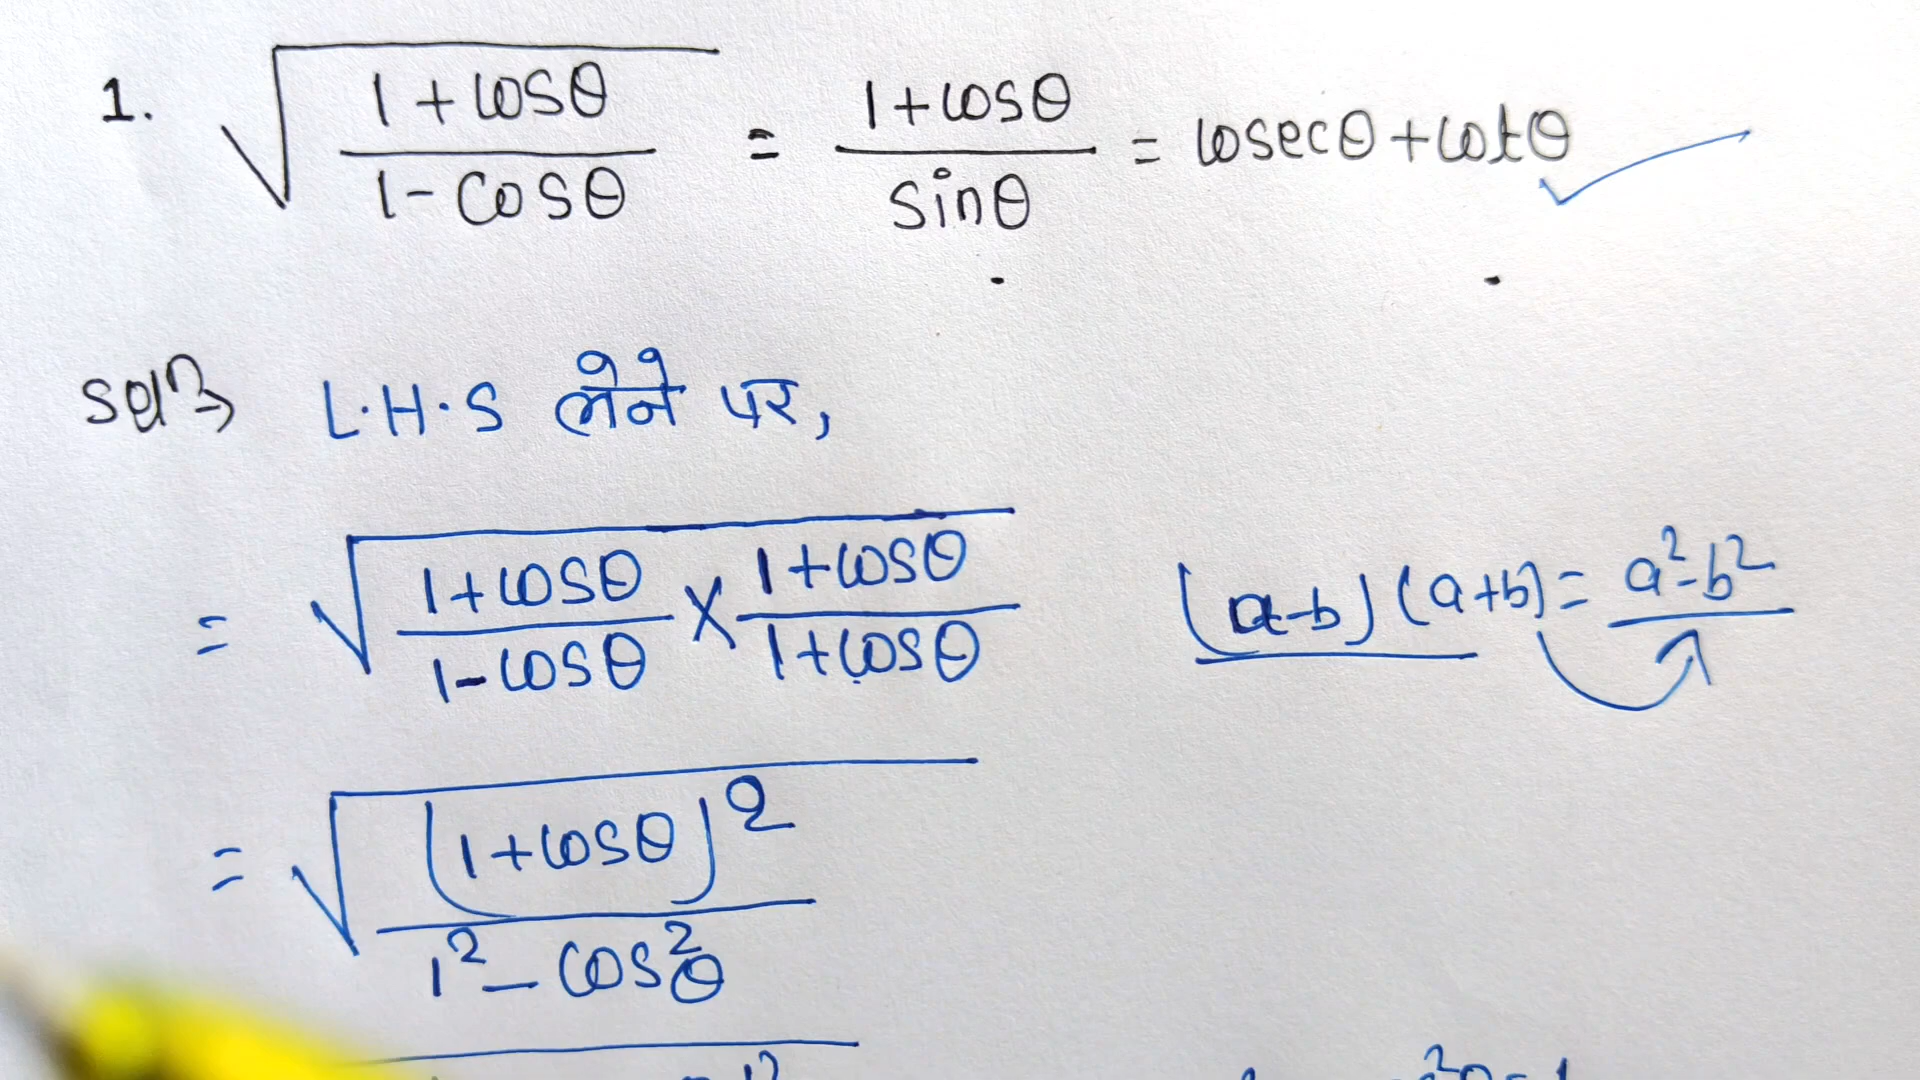 1. √((1+cosθ)/(1-cosθ)) = (1+cosθ)/(sinθ) = cosecθ+cotθ
Soln→ L.H.S लेने पर,
= √((1+cosθ)/(1-cosθ) × (1+cosθ)/(1+cosθ)) (a-b)(a+b) = a²-b²
= √((1+cosθ)²/(1²-cos²θ))